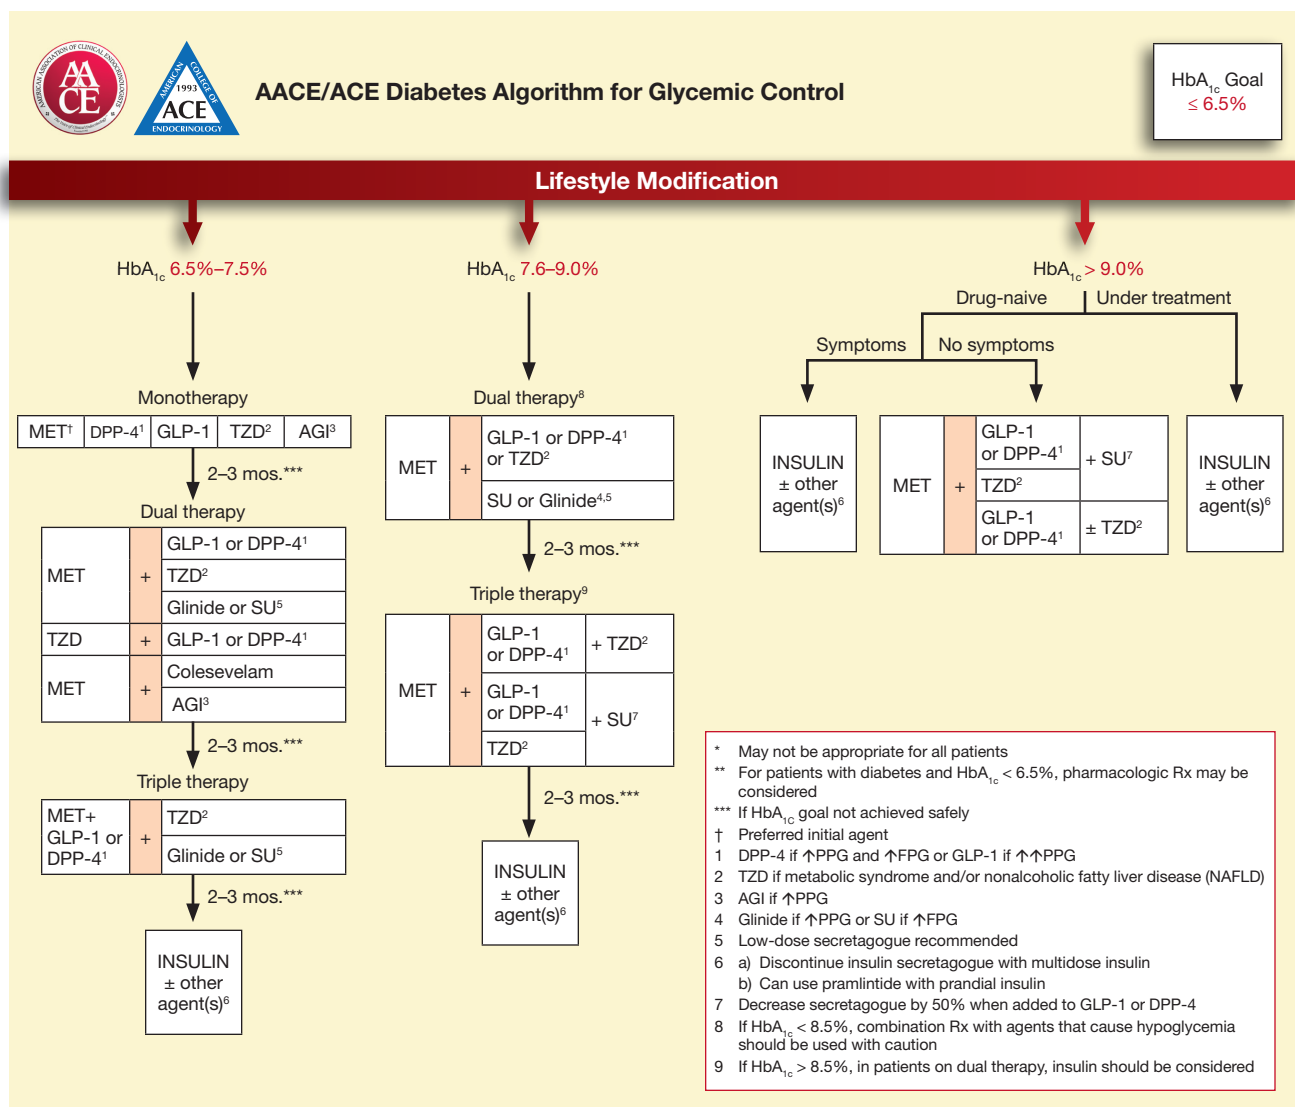 AMERICAN ASSOCIATION OF CLINICAL ENDOCRINOLOGISTS
AA
CE
AMERICAN COLLEGE OF
1993
ACE
ENDOCRINOLOGY
AACE/ACE Diabetes Algorithm for Glycemic Control
HbA1c Goal
≤ 6.5%
Lifestyle Modification
HbA1c 6.5%–7.5%
Monotherapy
MET† DPP-4¹ GLP-1 TZD² AGI³
2–3 mos.***
Dual therapy
MET + GLP-1 or DPP-4¹
TZD²
Glinide or SU⁵
TZD + GLP-1 or DPP-4¹
MET + Colesevelam
AGI³
2–3 mos.***
Triple therapy
MET+
GLP-1 or
DPP-4¹
+
TZD²
Glinide or SU⁵
2–3 mos.***
INSULIN
± other
agent(s)⁶
HbA1c 7.6–9.0%
Dual therapy⁸
MET +
GLP-1 or DPP-4¹
or TZD²
SU or Glinide⁴,⁵
2–3 mos.***
Triple therapy⁹
MET +
GLP-1
or DPP-4¹
+ TZD²
GLP-1
or DPP-4¹
TZD²
+ SU⁷
2–3 mos.***
INSULIN
± other
agent(s)⁶
HbA1c > 9.0%
Drug-naive Under treatment
Symptoms No symptoms
INSULIN
± other
agent(s)⁶
MET +
GLP-1
or DPP-4¹
TZD²
+ SU⁷
GLP-1
or DPP-4¹
± TZD²
INSULIN
± other
agent(s)⁶
* May not be appropriate for all patients
** For patients with diabetes and HbA1c < 6.5%, pharmacologic Rx may be
considered
*** If HbA1C goal not achieved safely
† Preferred initial agent
1 DPP-4 if ↑PPG and ↑FPG or GLP-1 if ↑↑PPG
2 TZD if metabolic syndrome and/or nonalcoholic fatty liver disease (NAFLD)
3 AGI if ↑PPG
4 Glinide if ↑PPG or SU if ↑FPG
5 Low-dose secretagogue recommended
6 a) Discontinue insulin secretagogue with multidose insulin
b) Can use pramlintide with prandial insulin
7 Decrease secretagogue by 50% when added to GLP-1 or DPP-4
8 If HbA1c < 8.5%, combination Rx with agents that cause hypoglycemia
should be used with caution
9 If HbA1c > 8.5%, in patients on dual therapy, insulin should be considered